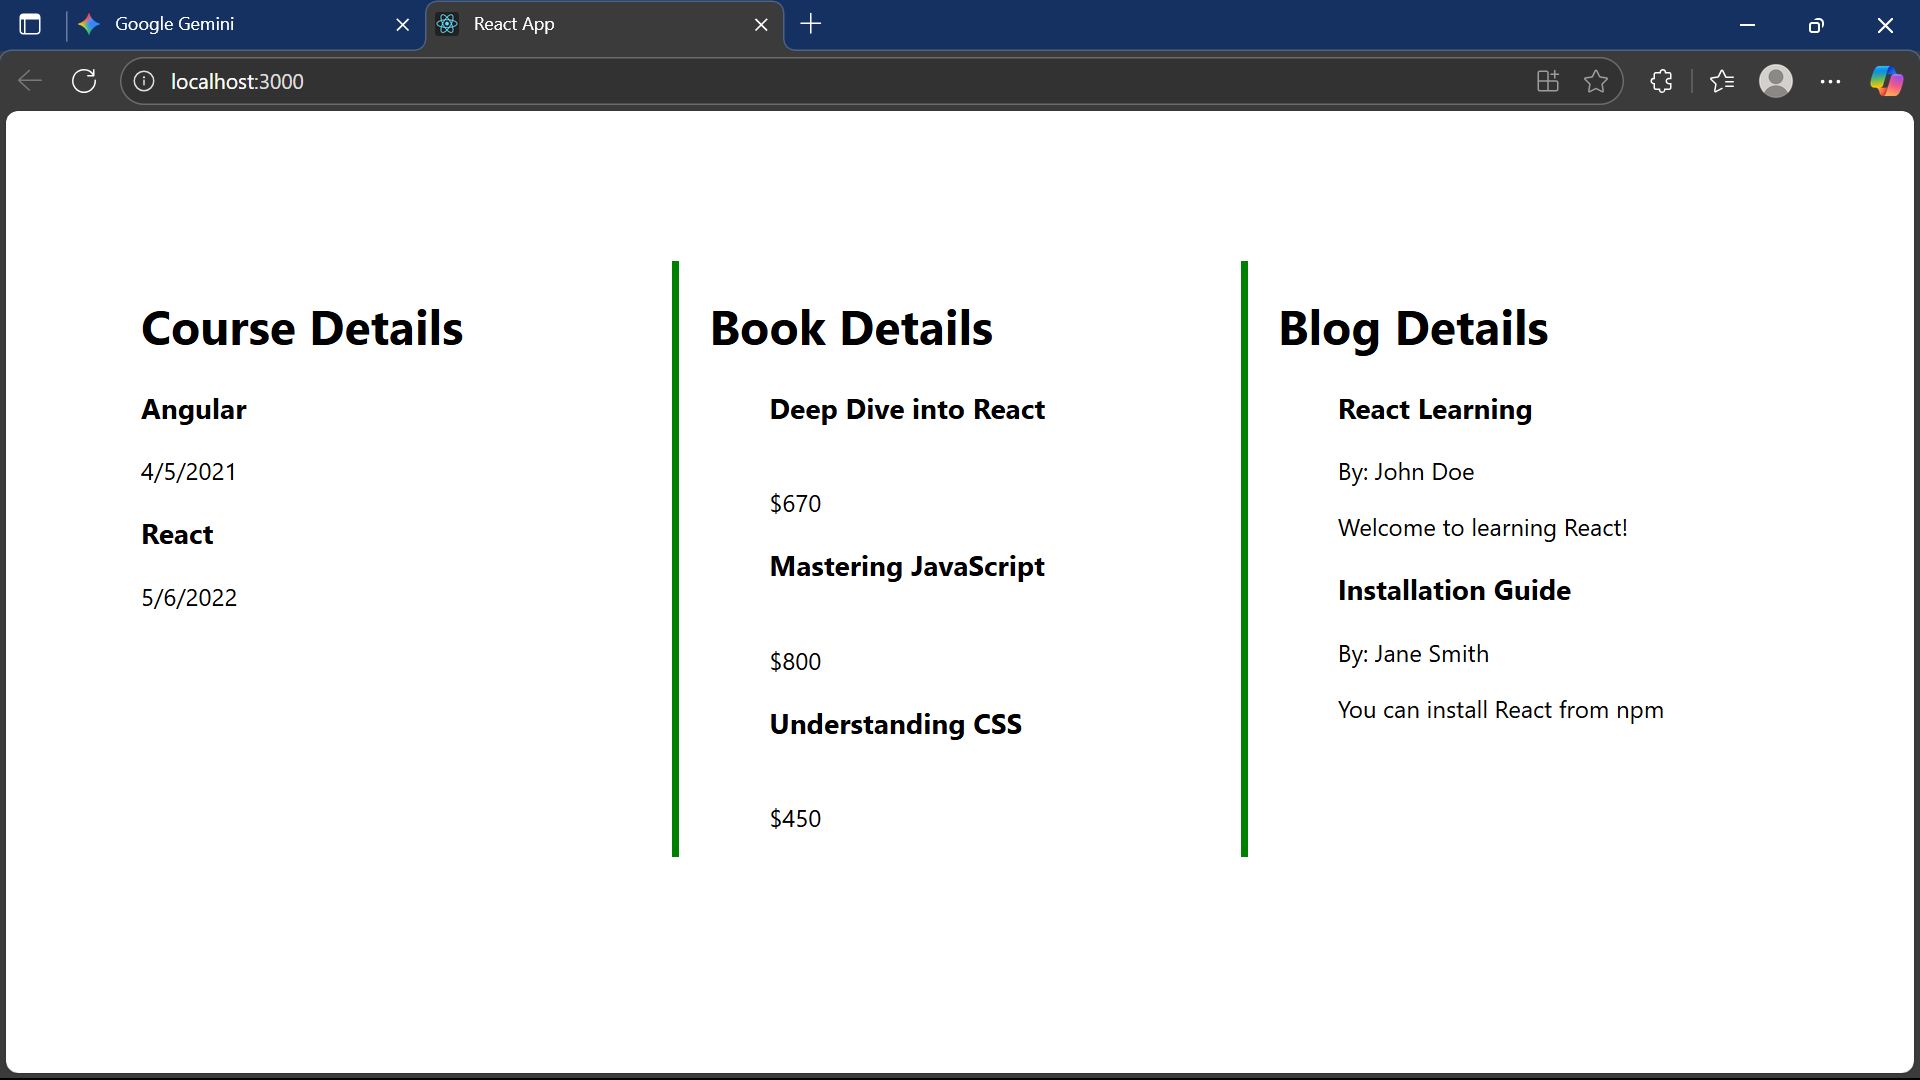 Google Gemini
React App
localhost:3000
Course Details
Angular
4/5/2021
React
5/6/2022
Book Details
Deep Dive into React
$670
Mastering JavaScript
$800
Understanding CSS
$450
Blog Details
React Learning
By: John Doe
Welcome to learning React!
Installation Guide
By: Jane Smith
You can install React from npm